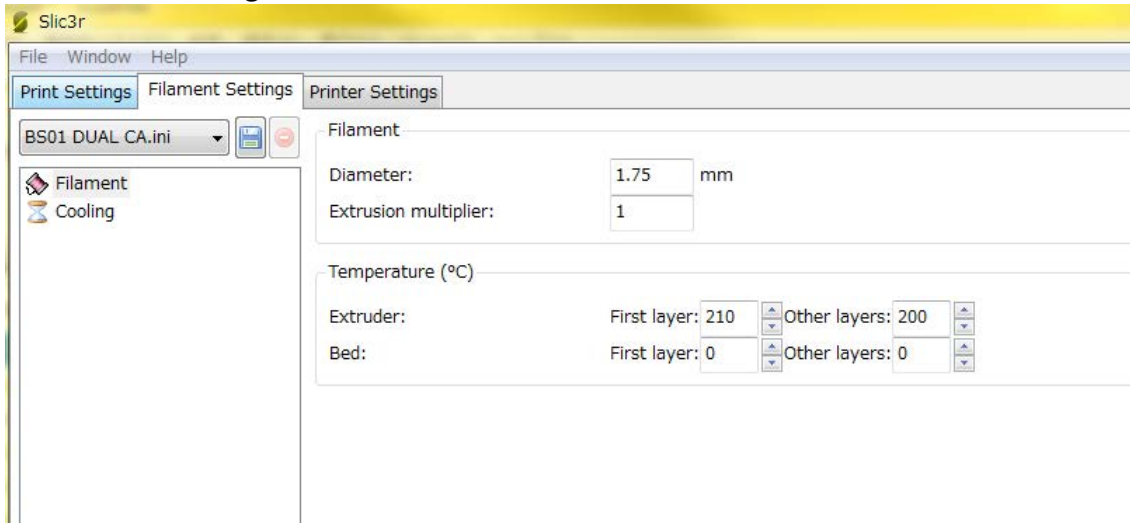 Slic3r
File Window Help
Print Settings Filament Settings Printer Settings
BS01 DUAL CA.ini
Filament
Cooling
Filament
Diameter: 1.75 mm
Extrusion multiplier: 1
Temperature (ºC)
Extruder: First layer: 210 Other layers: 200
Bed: First layer: 0 Other layers: 0